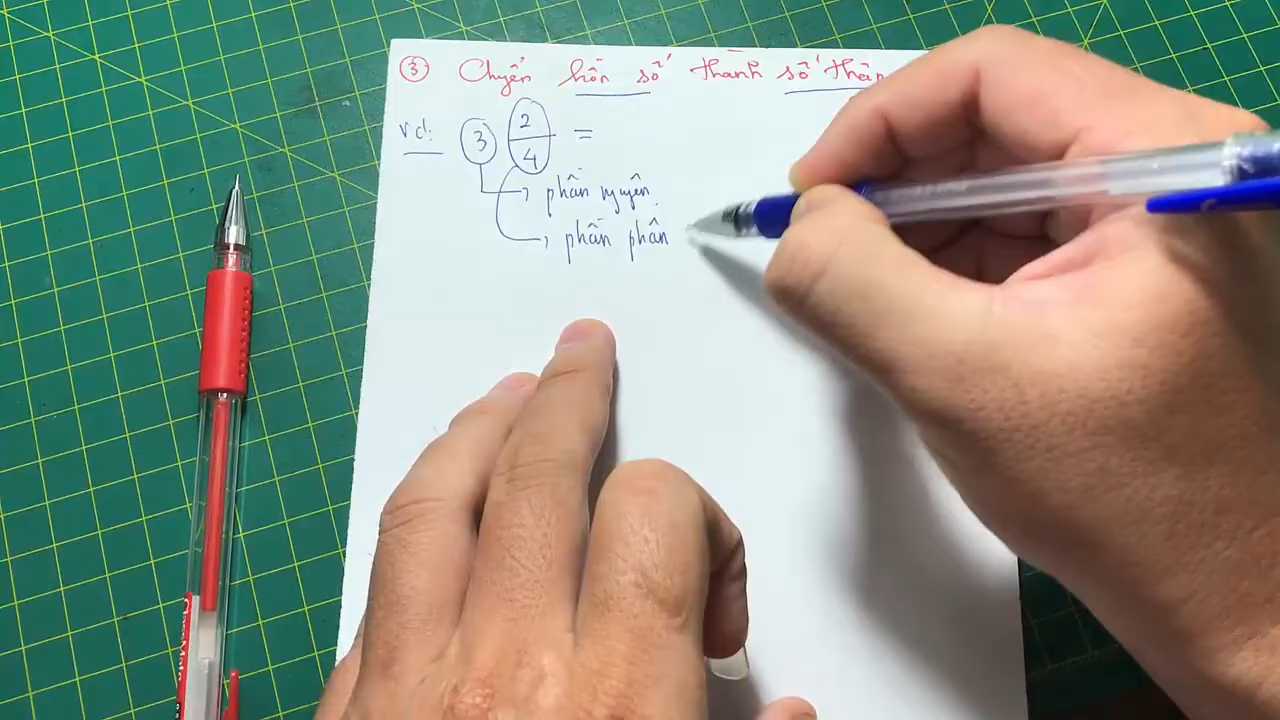 ③ Chuyển hỗn số thành số thập
vd: 3 2/4 =
phần nguyên.
phần phân